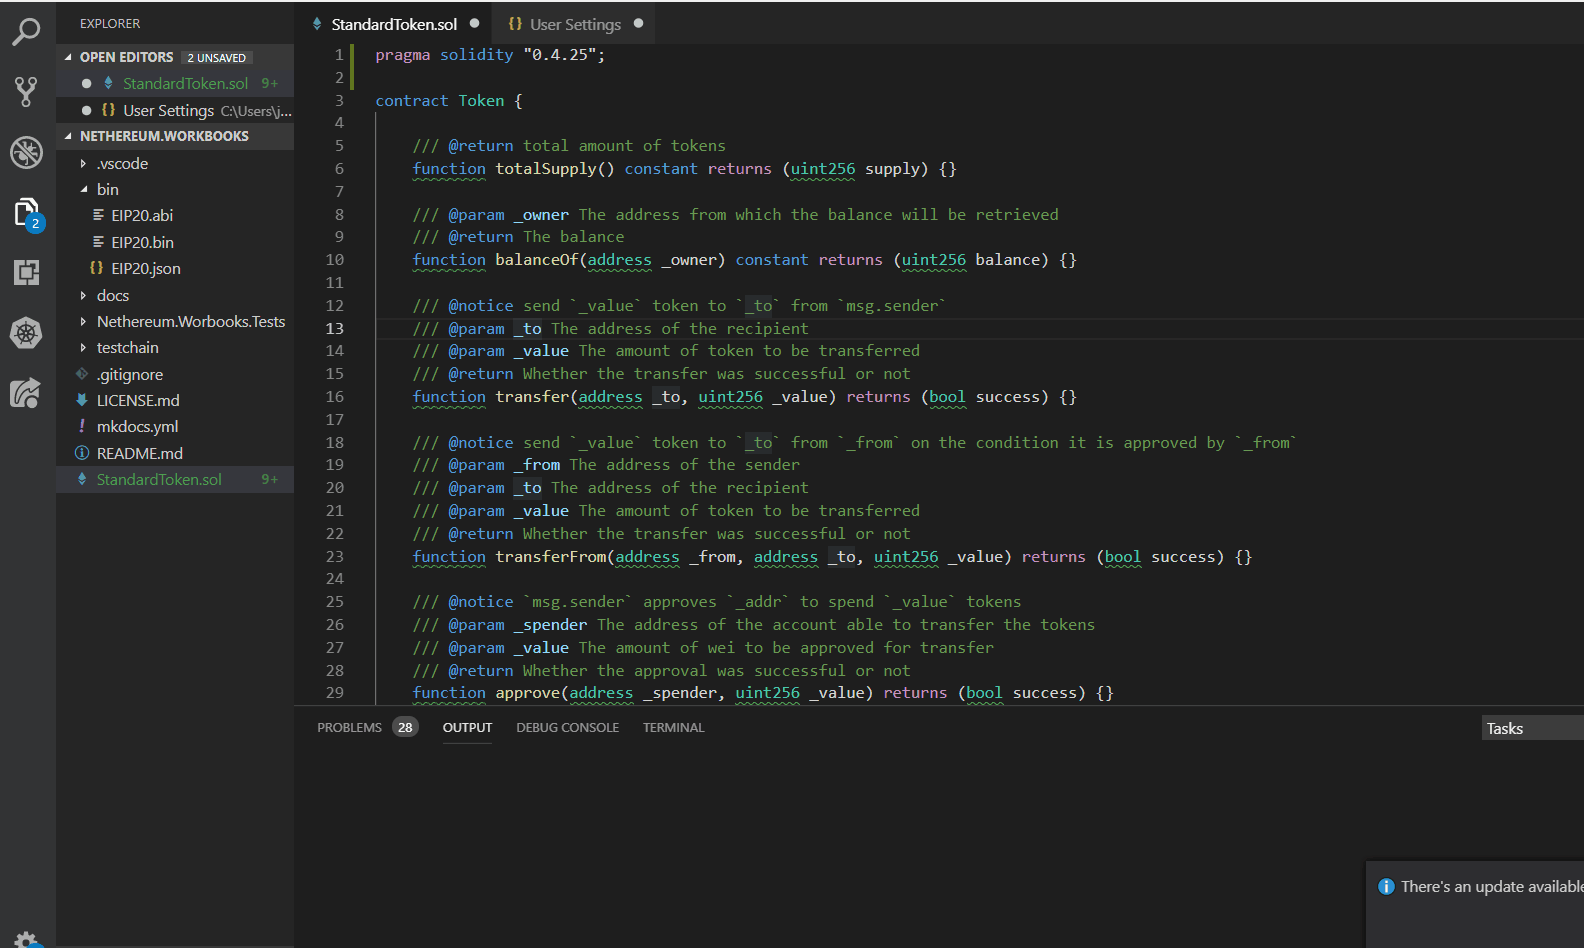 EXPLORER
OPEN EDITORS 2 UNSAVED
StandardToken.sol 9+
User Settings C:\Users\j...
NETHEREUM.WORKBOOKS
.vscode
bin
EIP20.abi
EIP20.bin
{} EIP20.json
docs
Nethereum.Worbooks.Tests
testchain
.gitignore
LICENSE.md
! mkdocs.yml
README.md
StandardToken.sol 9+
2
StandardToken.sol
{} User Settings
1 pragma solidity "0.4.25";
2
3 contract Token {
4
5 /// @return total amount of tokens
6 function totalSupply() constant returns (uint256 supply) {}
7
8 /// @param _owner The address from which the balance will be retrieved
9 /// @return The balance
10 function balanceOf(address _owner) constant returns (uint256 balance) {}
11
12 /// @notice send `_value` token to `_to` from `msg.sender`
13 /// @param _to The address of the recipient
14 /// @param _value The amount of token to be transferred
15 /// @return Whether the transfer was successful or not
16 function transfer(address _to, uint256 _value) returns (bool success) {}
17
18 /// @notice send `_value` token to `_to` from `_from` on the condition it is approved by `_from`
19 /// @param _from The address of the sender
20 /// @param _to The address of the recipient
21 /// @param _value The amount of token to be transferred
22 /// @return Whether the transfer was successful or not
23 function transferFrom(address _from, address _to, uint256 _value) returns (bool success) {}
24
25 /// @notice `msg.sender` approves `_addr` to spend `_value` tokens
26 /// @param _spender The address of the account able to transfer the tokens
27 /// @param _value The amount of wei to be approved for transfer
28 /// @return Whether the approval was successful or not
29 function approve(address _spender, uint256 _value) returns (bool success) {}
PROBLEMS 28 OUTPUT DEBUG CONSOLE TERMINAL
Tasks
There's an update available